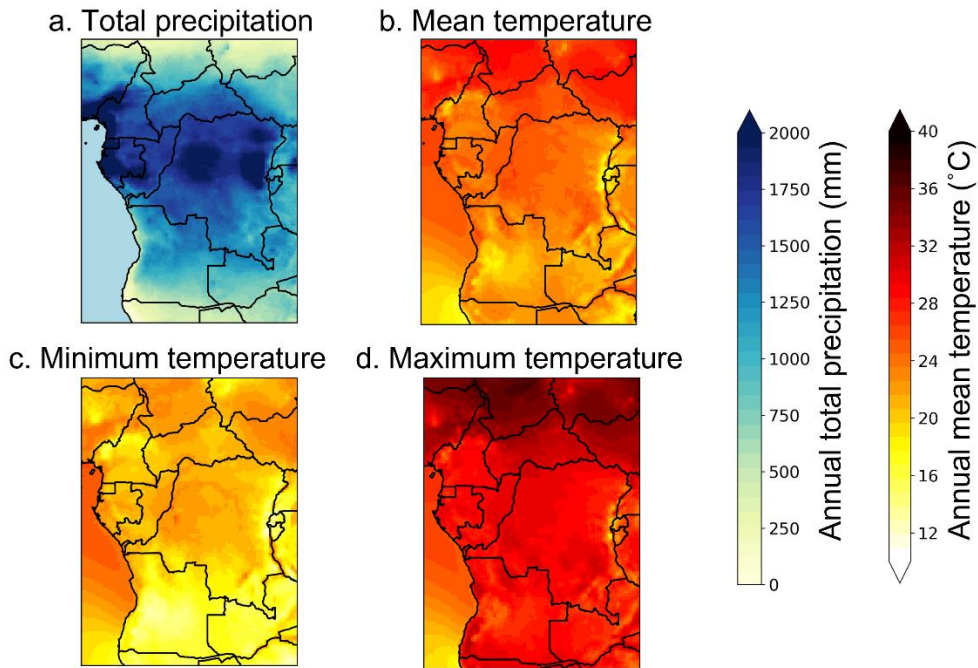 a. Total precipitation
b. Mean temperature
c. Minimum temperature
d. Maximum temperature
2000
1750
1500
1250
1000
750
500
250
0
Annual total precipitation (mm)
40
36
32
28
24
20
16
12
Annual mean temperature (˚C)